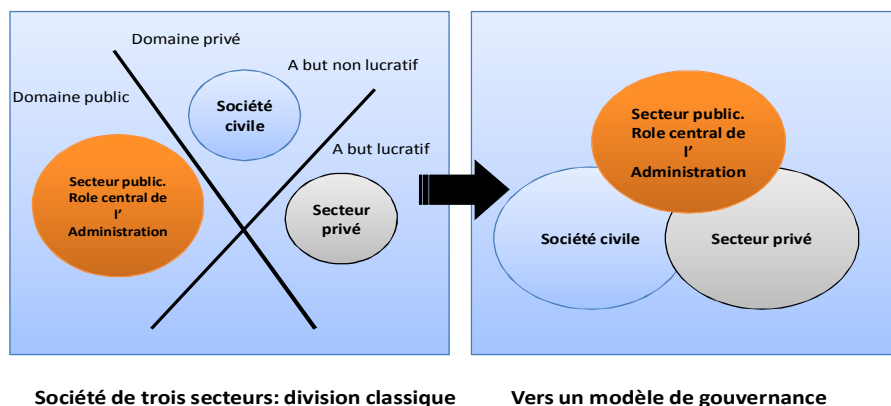 Domaine privé
A but non lucratif
Domaine public
Société
civile
A but lucratif
Secteur public.
Role central de
l’
Administration
Secteur
privé
Secteur public.
Role central de
l’
Administration
Société civile
Secteur privé
Société de trois secteurs: division classique
Vers un modèle de gouvernance